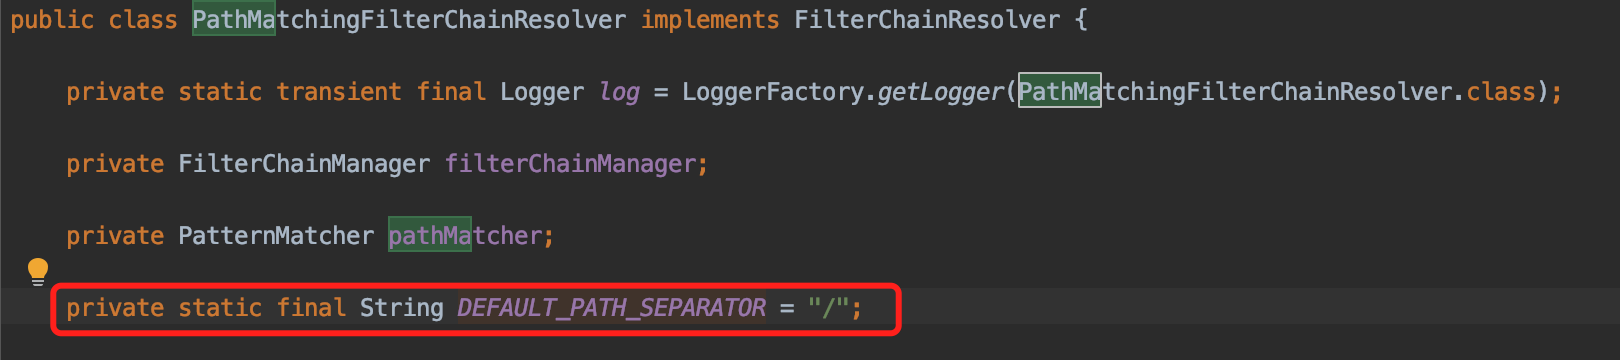 public class PathMatchingFilterChainResolver implements FilterChainResolver {
private static transient final Logger log = LoggerFactory.getLogger(PathMatchingFilterChainResolver.class);
private FilterChainManager filterChainManager;
private PatternMatcher pathMatcher;
private static final String DEFAULT_PATH_SEPARATOR = "/";